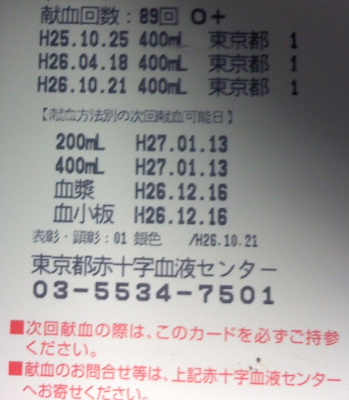 献血回数：89回 O+
H25.10.25 400mL 東京都 1
H26.04.18 400mL 東京都 1
H26.10.21 400mL 東京都 1
【献血方法別の次回献血可能日】
200mL H27.01.13
400mL H27.01.13
血漿 H26.12.16
血小板 H26.12.16
表彰・顕彰：01 銀色 /H26.10.21
東京都赤十字血液センター
03-5534-7501
■次回献血の際は、このカードを必ずご持参
ください。
■献血のお問合せ等は、上記赤十字血液センター
へお寄せください。